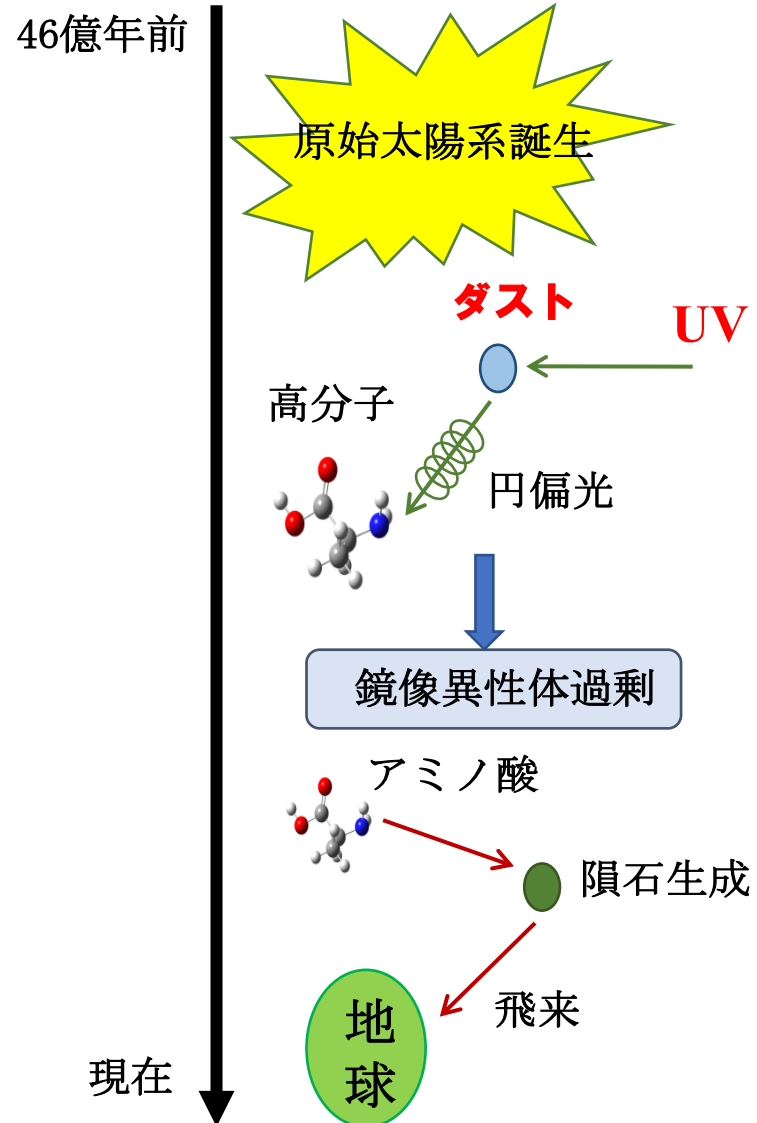 46億年前
原始太陽系誕生
ダスト
UV
高分子
円偏光
鏡像異性体過剰
アミノ酸
隕石生成
飛来
地
球
現在